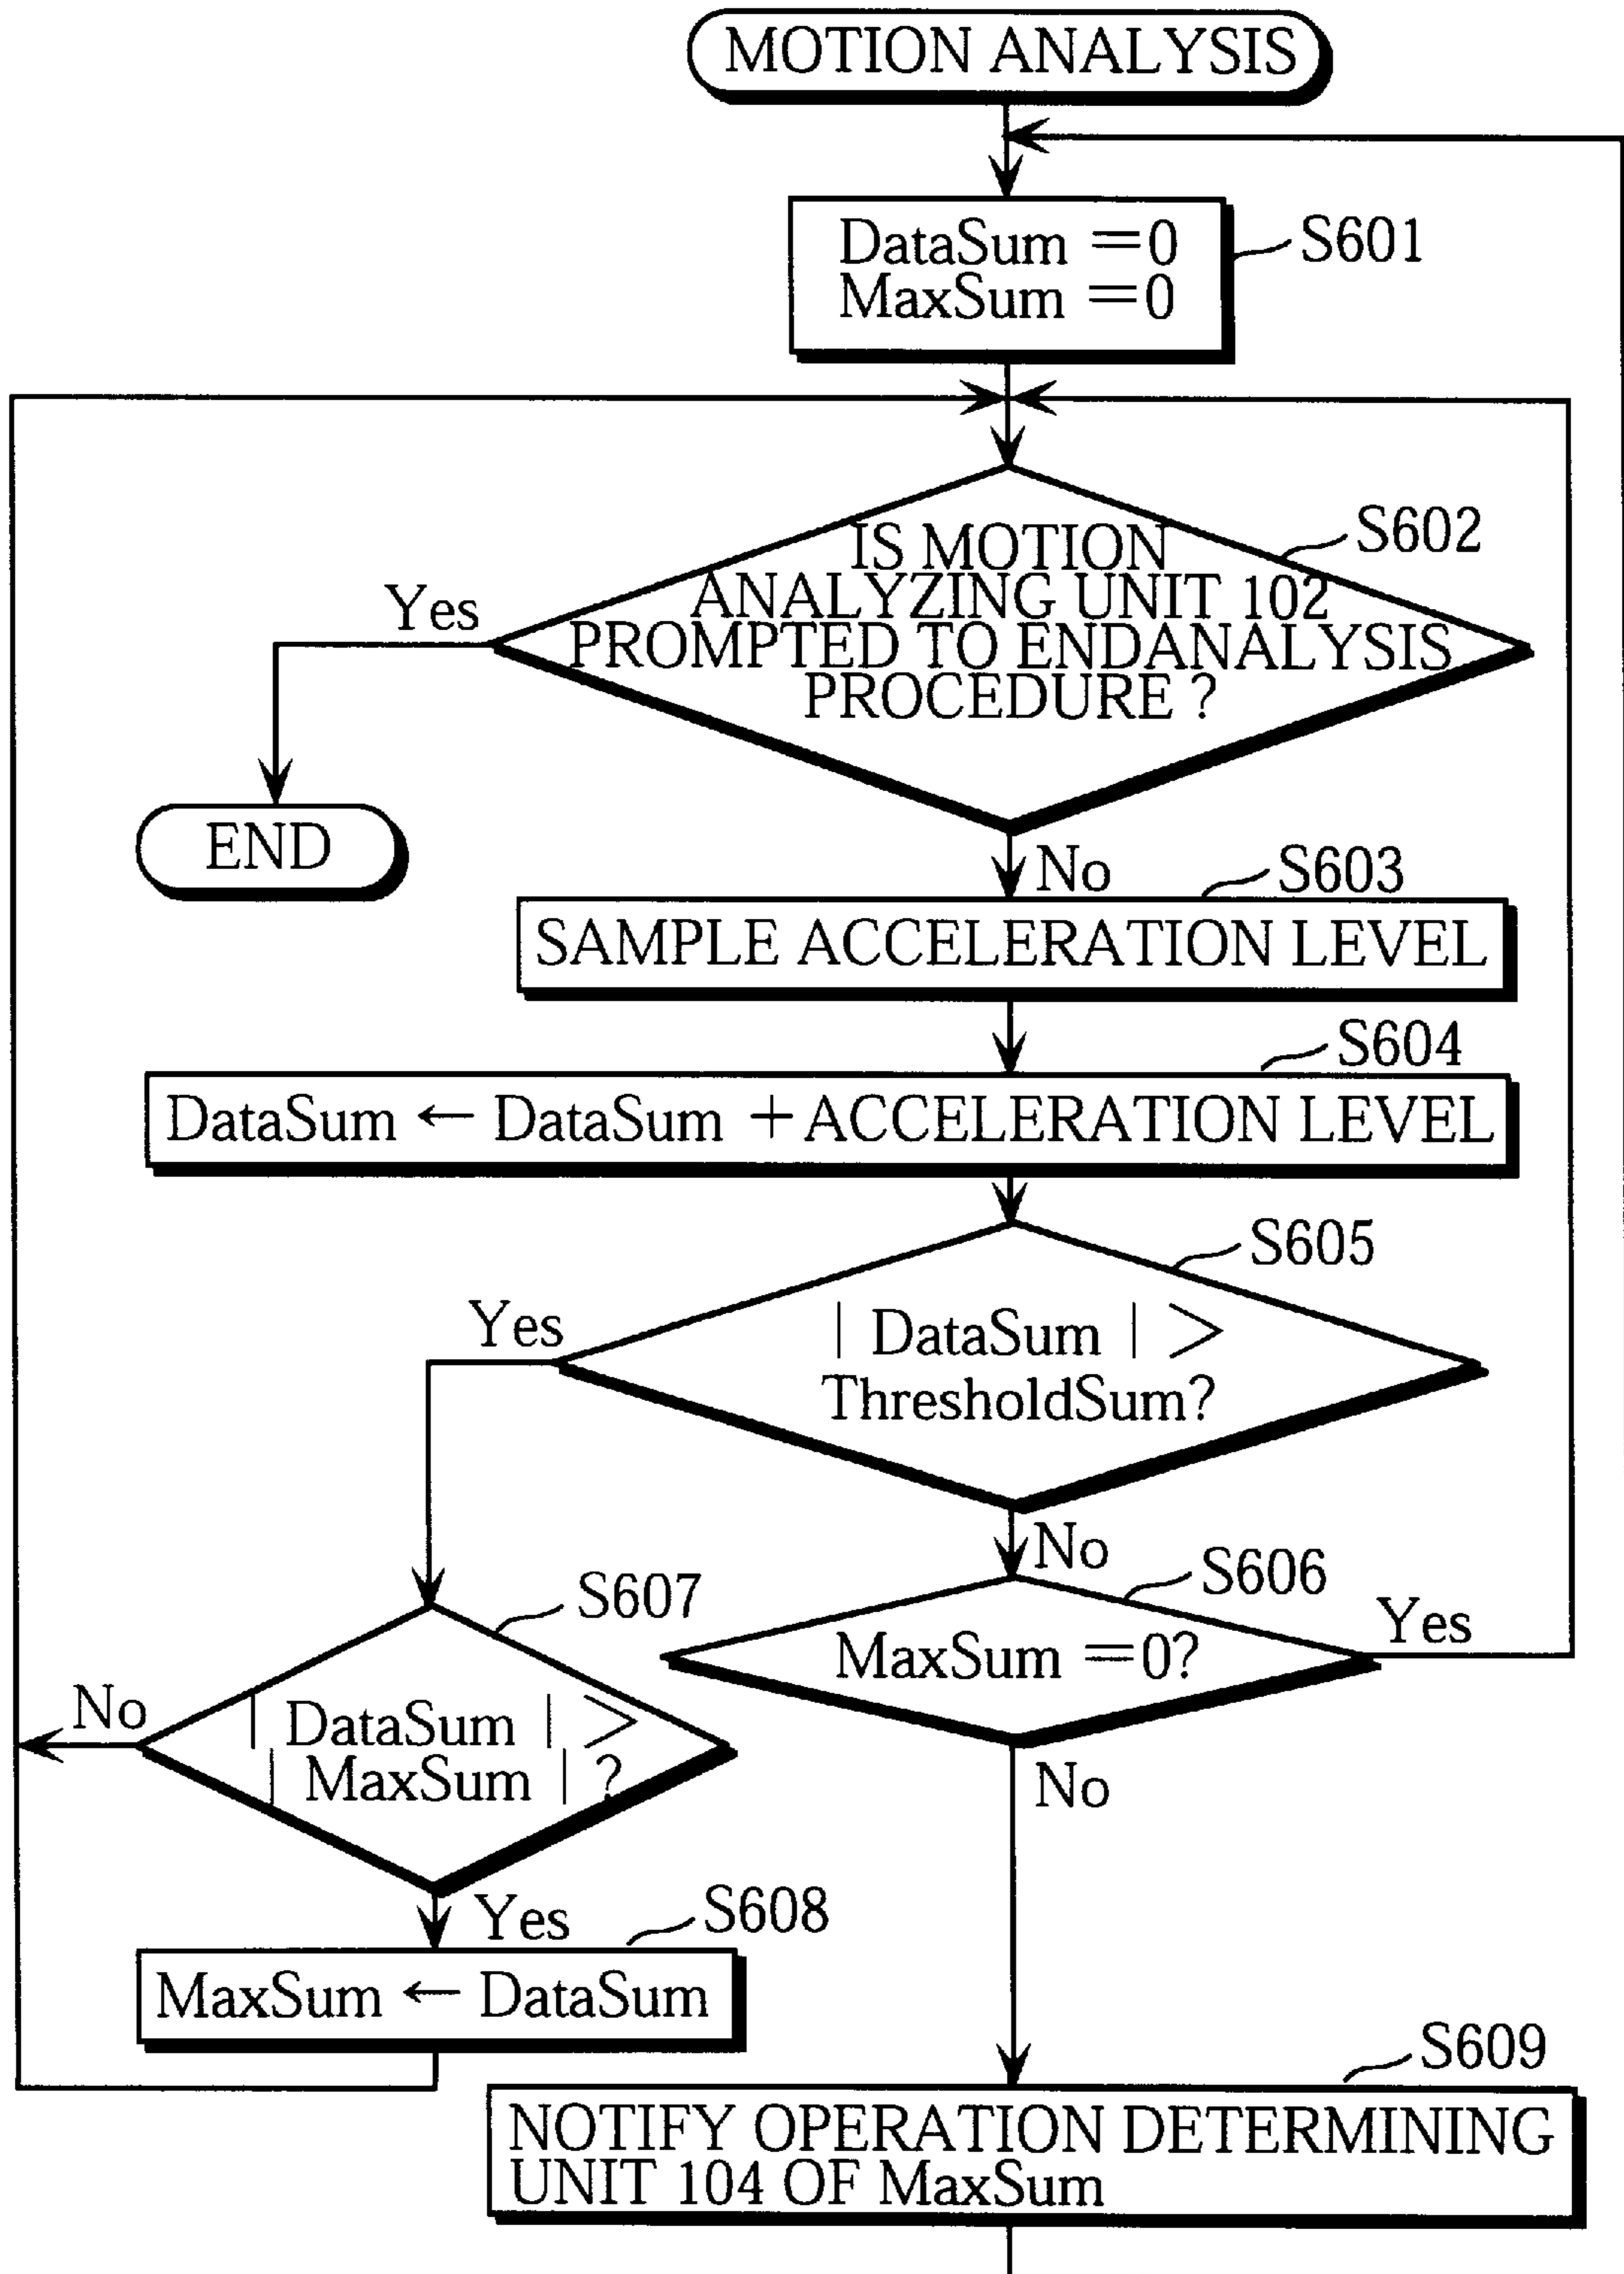 MOTION ANALYSIS
DataSum =0
MaxSum =0
S601
IS MOTION
ANALYZING UNIT 102
PROMPTED TO ENDANALYSIS
PROCEDURE ?
S602
Yes
END
No
S603
SAMPLE ACCELERATION LEVEL
S604
DataSum ← DataSum +ACCELERATION LEVEL
S605
| DataSum | >
ThresholdSum?
Yes
No
S606
MaxSum =0?
Yes
S607
| DataSum | >
| MaxSum | ?
No
No
Yes
S608
MaxSum ← DataSum
S609
NOTIFY OPERATION DETERMINING
UNIT 104 OF MaxSum